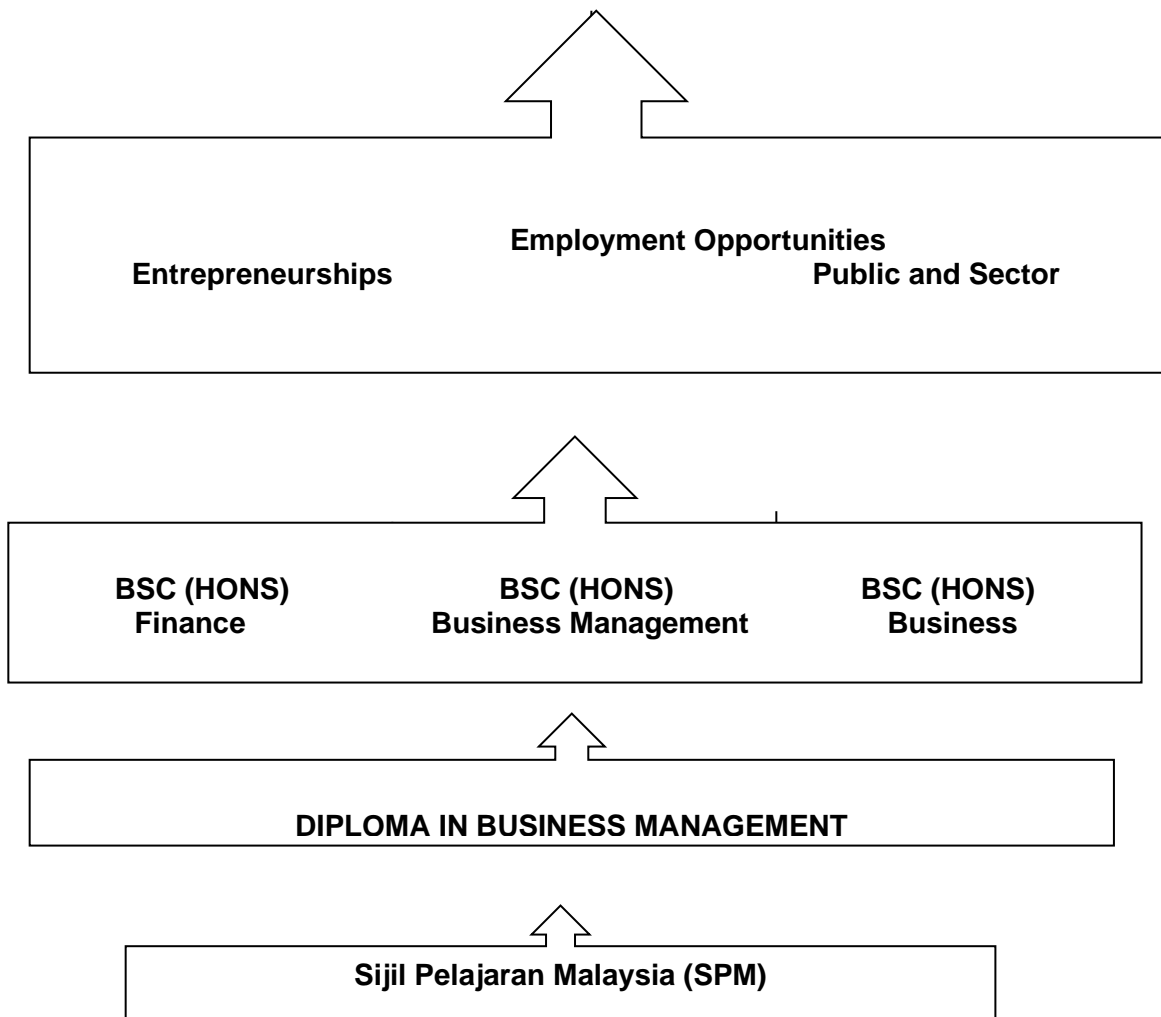 Employment Opportunities
Entrepreneurships Public and Sector
BSC (HONS) BSC (HONS) BSC (HONS)
Finance Business Management Business
DIPLOMA IN BUSINESS MANAGEMENT
Sijil Pelajaran Malaysia (SPM)